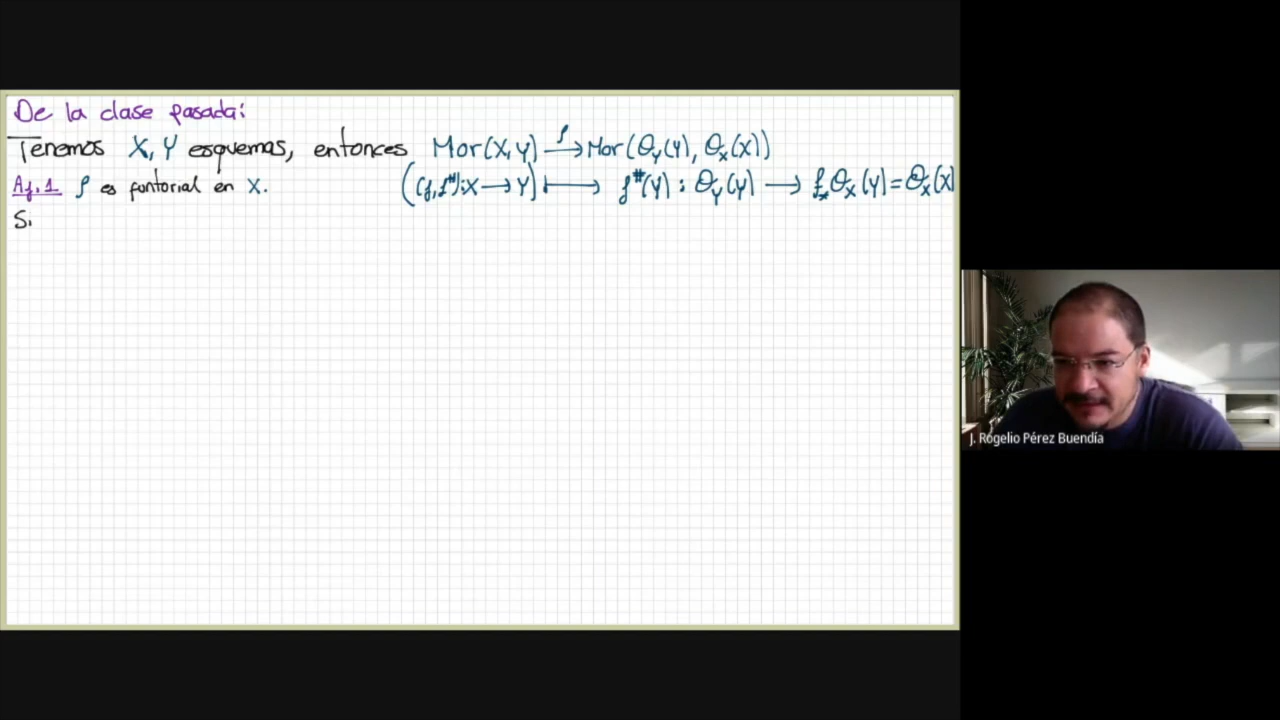 De la clase pasada:
Tenemos X, Y esquemas, entonces Mor(X,Y) —ρ→ Mor(O_Y(Y), O_X(X))
Af.1 ρ es funtorial en X. ((f,f^#):X → Y) ⟼ f^#(Y) : O_Y(Y) → f_*O_X(Y) = O_X(X)
Si
J. Rogelio Pérez Buendía